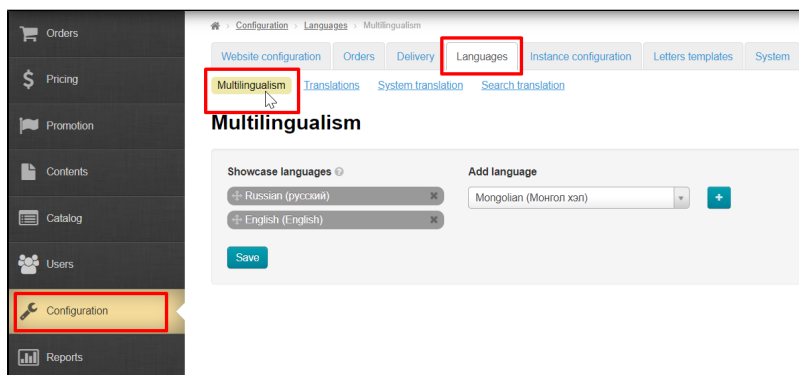 Orders
Pricing
Promotion
Contents
Catalog
Users
Configuration
Reports
Configuration › Languages › Multilingualism
Website configuration Orders Delivery Languages Instance configuration Letters templates System
Multilingualism Translations System translation Search translation
Multilingualism
Showcase languages ? Add language
Russian (русский) Mongolian (Монгол хэл) +
English (English)
Save